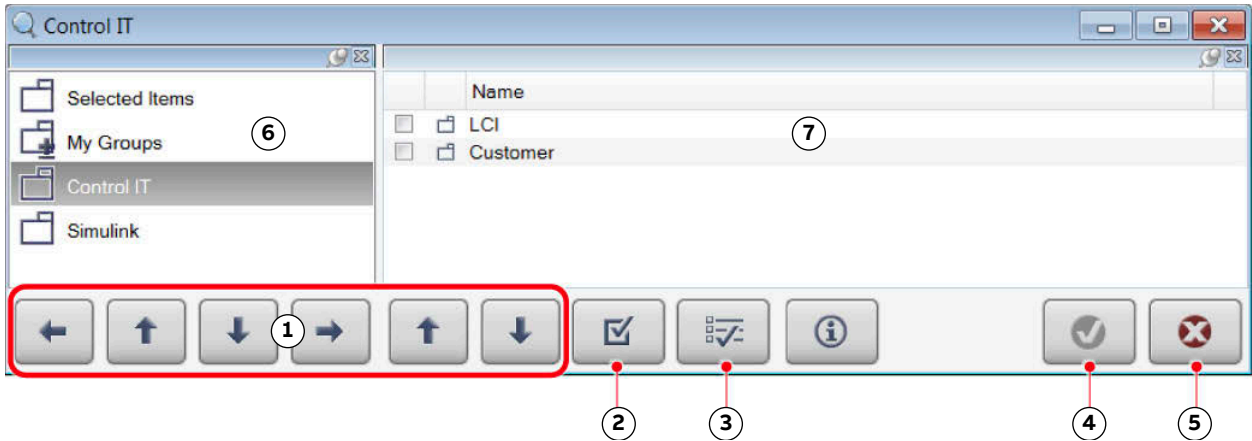 Control IT
Selected Items
My Groups
Control IT
Simulink
6
Name
LCI
Customer
7
1
2
3
4
5